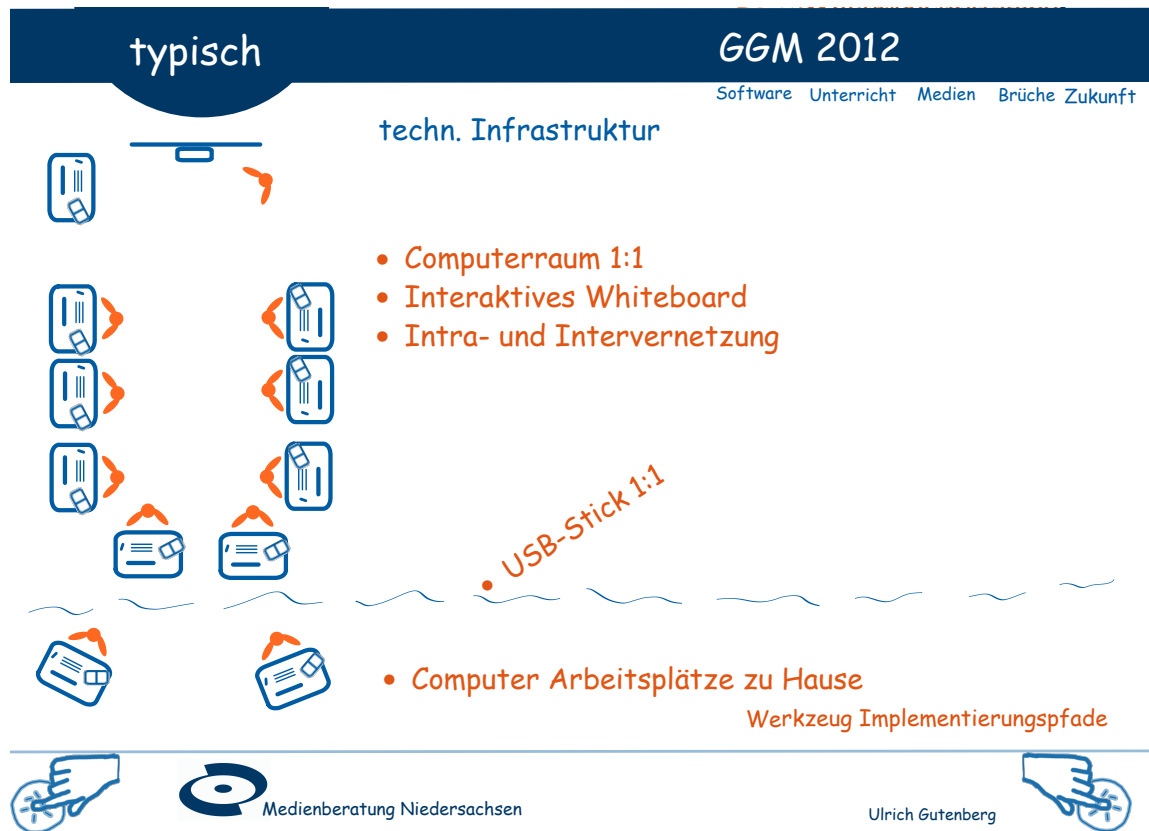 typisch
GGM 2012
Software Unterricht Medien Brüche Zukunft
techn. Infrastruktur
• Computerraum 1:1
• Interaktives Whiteboard
• Intra- und Intervernetzung
• USB-Stick 1:1
• Computer Arbeitsplätze zu Hause
Werkzeug Implementierungspfade
Medienberatung Niedersachsen
Ulrich Gutenberg